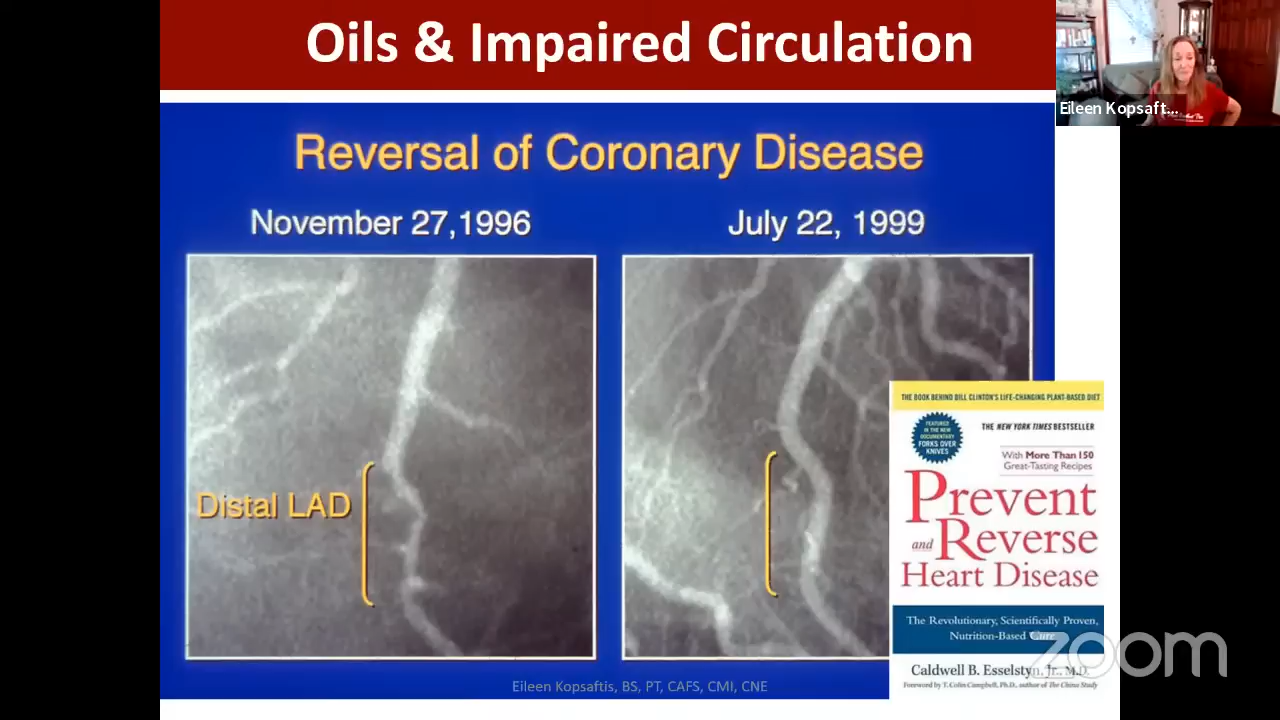 Oils & Impaired Circulation
Eileen Kopsaft...
Reversal of Coronary Disease
November 27,1996
July 22, 1999
Distal LAD
THE BOOK BEHIND BILL CLINTON'S LIFE-CHANGING PLANT-BASED DIET
FEATURED
IN THE NEW
DOCUMENTARY
FORKS OVER
KNIVES
THE NEW YORK TIMES BESTSELLER
With More Than 150
Great-Tasting Recipes
Prevent
and Reverse
Heart Disease
The Revolutionary, Scientifically Proven,
Nutrition-Based Cure
Caldwell B. Esselstyn, Jr., M.D.
Foreword by T. Colin Campbell, Ph.D., author of The China Study
zoom
Eileen Kopsaftis, BS, PT, CAFS, CMI, CNE